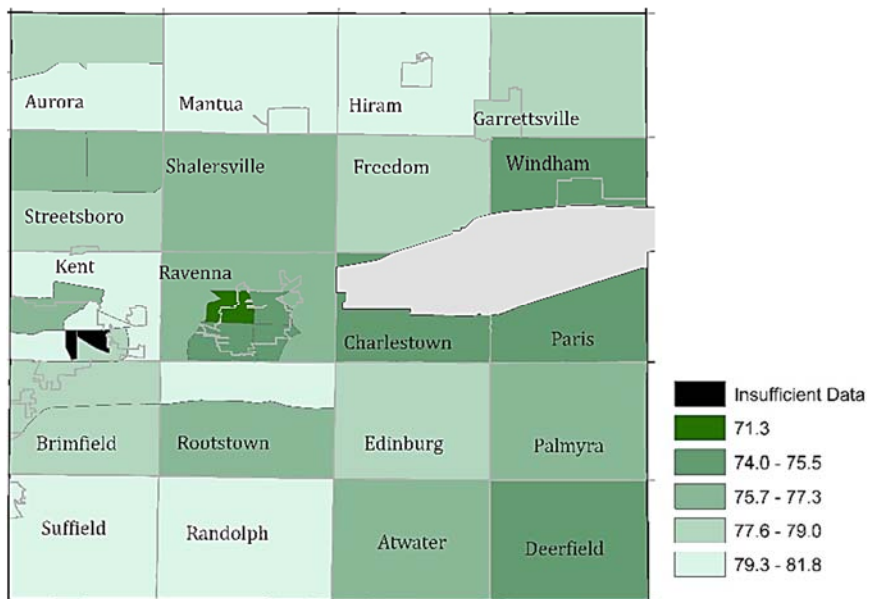 Aurora
Mantua
Hiram
Garrettsville
Shalersville
Freedom
Windham
Streetsboro
Kent
Ravenna
Charlestown
Paris
Brimfield
Rootstown
Edinburg
Palmyra
Suffield
Randolph
Atwater
Deerfield
Insufficient Data
71.3
74.0 - 75.5
75.7 - 77.3
77.6 - 79.0
79.3 - 81.8